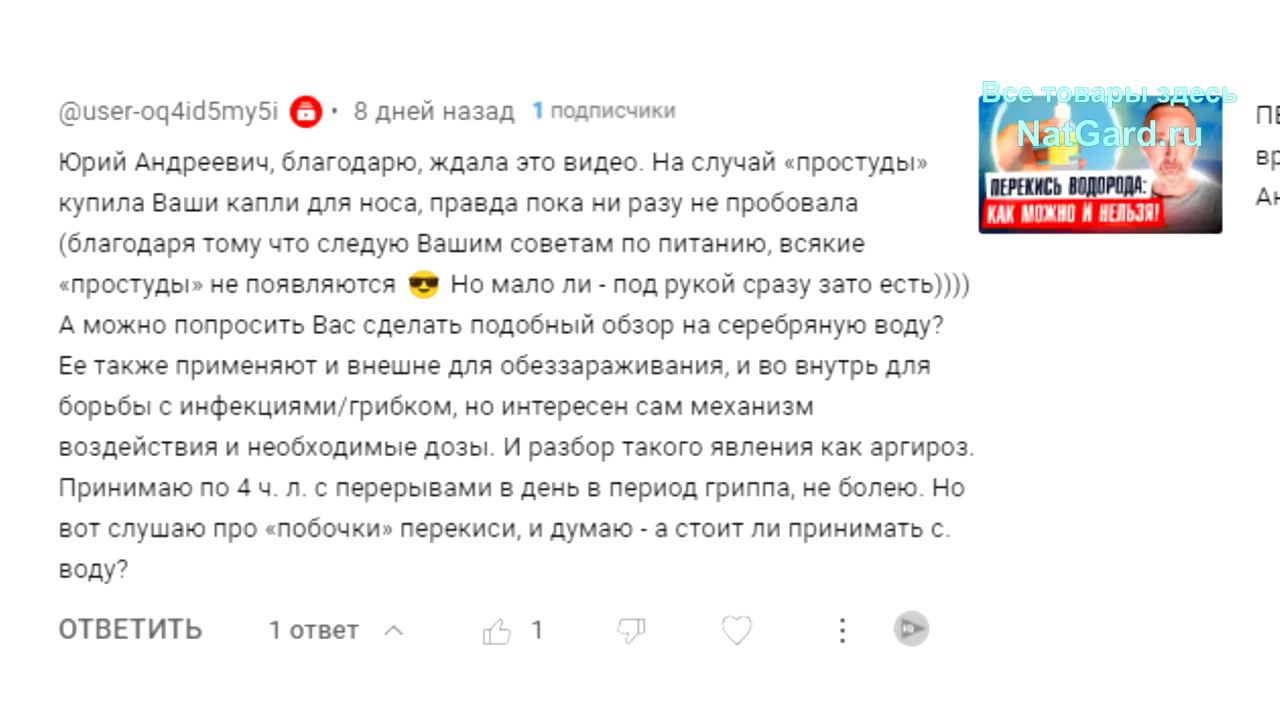 @user-oq4id5my5i • 8 дней назад 1 подписчики
Юрий Андреевич, благодарю, ждала это видео. На случай «простуды»
купила Ваши капли для носа, правда пока ни разу не пробовала
(благодаря тому что следую Вашим советам по питанию, всякие
«простуды» не появляются 😎 Но мало ли - под рукой сразу зато есть))))
А можно попросить Вас сделать подобный обзор на серебряную воду?
Ее также применяют и внешне для обеззараживания, и во внутрь для
борьбы с инфекциями/грибком, но интересен сам механизм
воздействия и необходимые дозы. И разбор такого явления как аргироз.
Принимаю по 4 ч. л. с перерывами в день в период гриппа, не болею. Но
вот слушаю про «побочки» перекиси, и думаю - а стоит ли принимать с.
воду?
ОТВЕТИТЬ 1 ответ 1
Все товары здесь
NatGard.ru
ПЕРЕКИСЬ ВОДОРОДА:
КАК МОЖНО И НЕЛЬЗЯ!